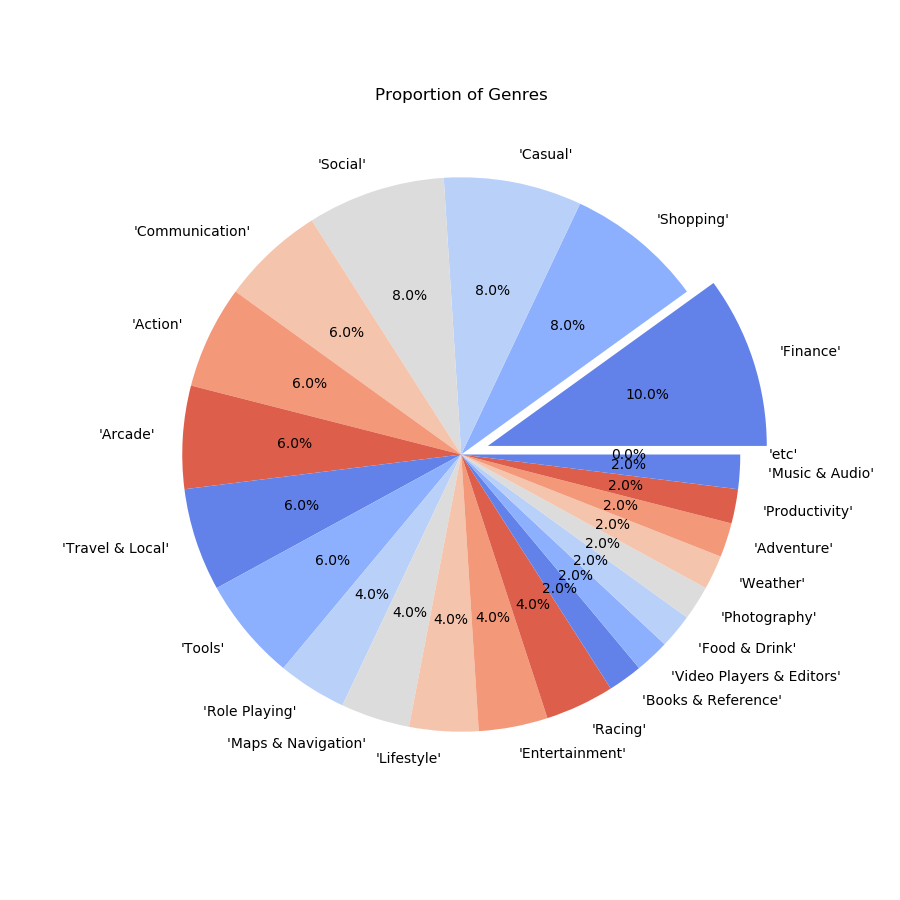 Proportion of Genres
'Casual'
'Social'
'Shopping'
'Communication'
8.0%
8.0%
8.0%
'Action'
6.0%
'Finance'
6.0%
10.0%
'Arcade'
6.0%
'etc'
0.0%
2.0%
'Music & Audio'
2.0%
6.0%
2.0%
'Productivity'
2.0%
'Travel & Local'
2.0%
'Adventure'
6.0%
2.0%
2.0%
'Weather'
2.0%
4.0%
4.0%
4.0%
4.0%
4.0%
'Photography'
'Tools'
'Food & Drink'
'Video Players & Editors'
'Books & Reference'
'Role Playing'
'Racing'
'Maps & Navigation'
'Entertainment'
'Lifestyle'